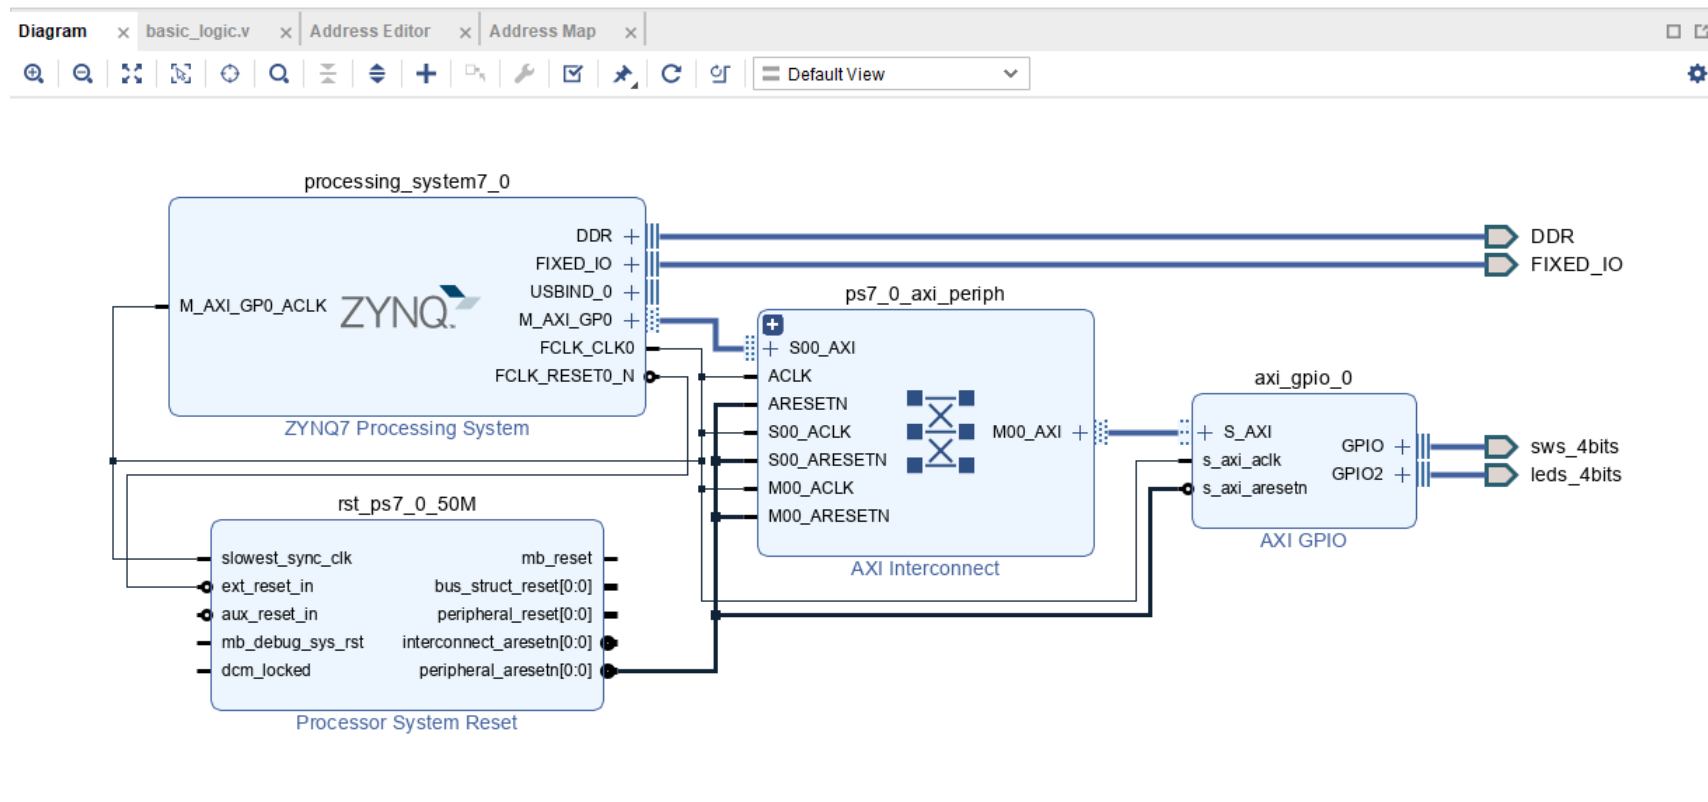 Diagram
basic_logic.v
Address Editor
Address Map
Default View
processing_system7_0
DDR
FIXED_IO
USBIND_0
M_AXI_GP0_ACLK
ZYNQ
M_AXI_GP0
FCLK_CLK0
FCLK_RESET0_N
ZYNQ7 Processing System
DDR
FIXED_IO
ps7_0_axi_periph
S00_AXI
ACLK
ARESETN
S00_ACLK
M00_AXI
S00_ARESETN
M00_ACLK
M00_ARESETN
AXI Interconnect
axi_gpio_0
S_AXI
GPIO
s_axi_aclk
GPIO2
s_axi_aresetn
AXI GPIO
sws_4bits
leds_4bits
rst_ps7_0_50M
slowest_sync_clk
mb_reset
ext_reset_in
bus_struct_reset[0:0]
aux_reset_in
peripheral_reset[0:0]
mb_debug_sys_rst
interconnect_aresetn[0:0]
dcm_locked
peripheral_aresetn[0:0]
Processor System Reset